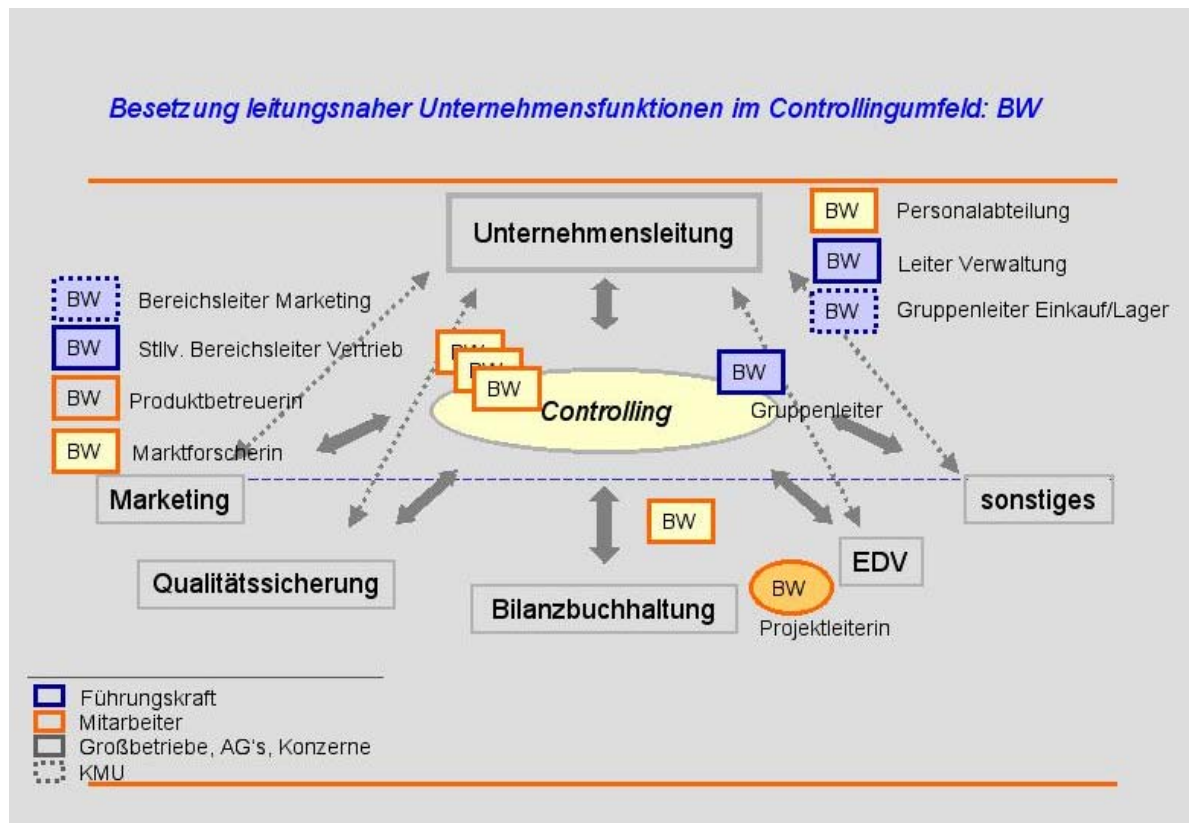 Besetzung leitungsnaher Unternehmensfunktionen im Controllingumfeld: BW
Unternehmensleitung
BW Personalabteilung
BW Leiter Verwaltung
BW Gruppenleiter Einkauf/Lager
BW Bereichsleiter Marketing
BW Stllv. Bereichsleiter Vertrieb
BW Produktbetreuerin
BW Marktforscherin
BW
BW
BW
Controlling
BW
Gruppenleiter
Marketing
sonstiges
BW
Qualitätssicherung
Bilanzbuchhaltung
EDV
BW
Projektleiterin
Führungskraft
Mitarbeiter
Großbetriebe, AG's, Konzerne
KMU